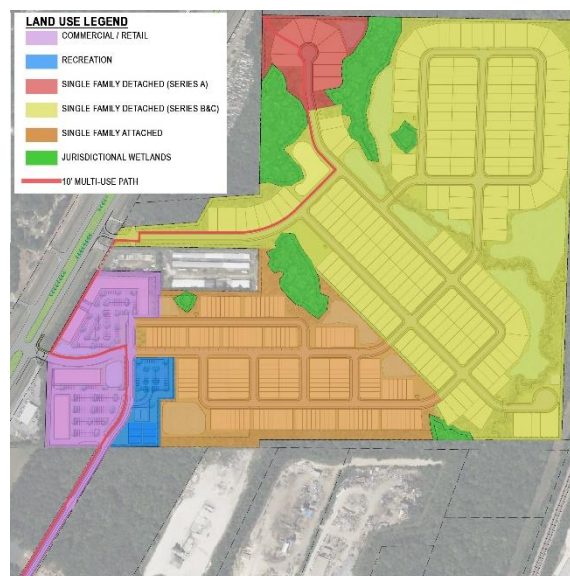 LAND USE LEGEND
COMMERCIAL / RETAIL
RECREATION
SINGLE FAMILY DETACHED (SERIES A)
SINGLE FAMILY DETACHED (SERIES B&C)
SINGLE FAMILY ATTACHED
JURISDICTIONAL WETLANDS
10' MULTI-USE PATH